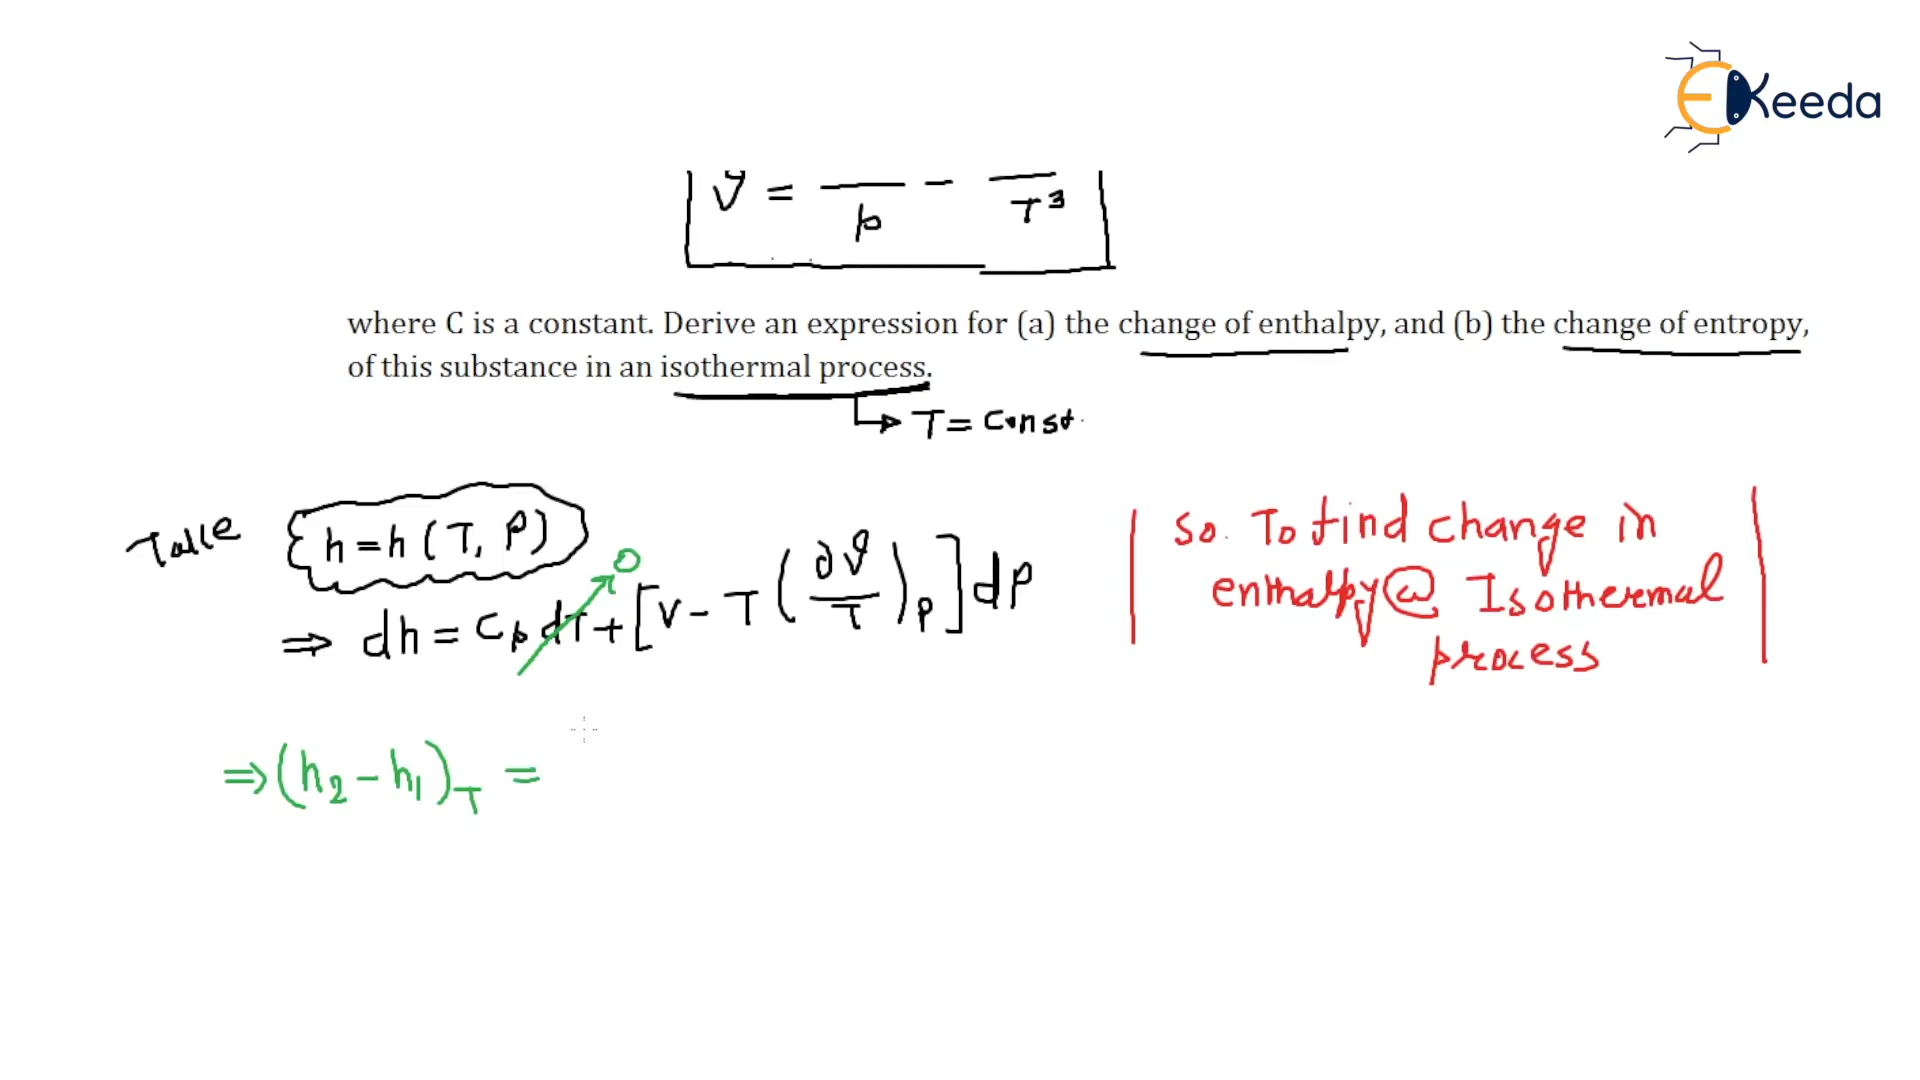 EKeeda
v = — / p - — / T³
where C is a constant. Derive an expression for (a) the change of enthalpy, and (b) the change of entropy,
of this substance in an isothermal process.
T = Const.
Take h = h (T, P)
0
⇒ dh = Cp dT + [v - T (∂v/T)p] dP
So. To find change in
enthalpy @ Isothermal
process
⇒ (h₂ - h₁)T =